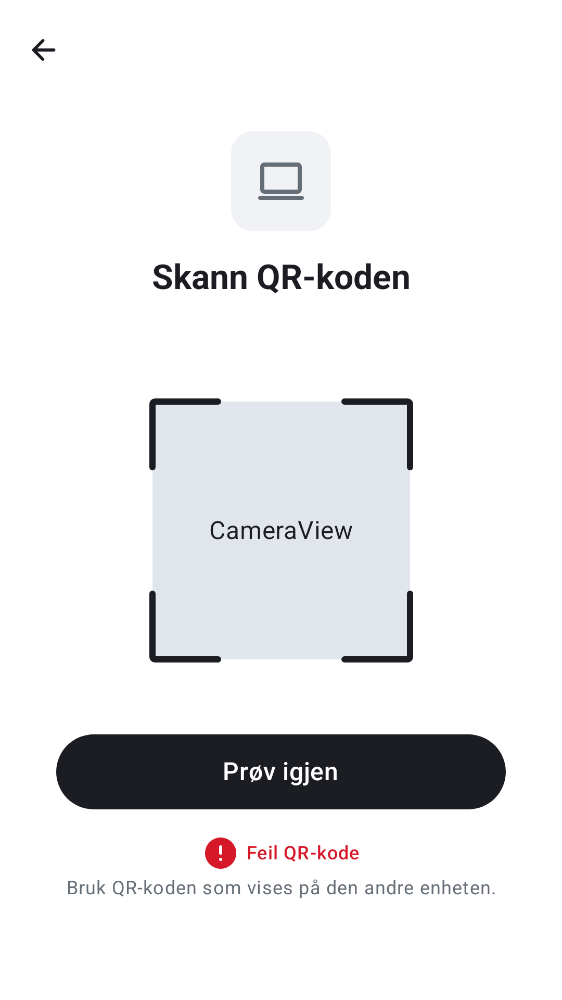 Skann QR-koden
CameraView
Prøv igjen
Feil QR-kode
Bruk QR-koden som vises på den andre enheten.